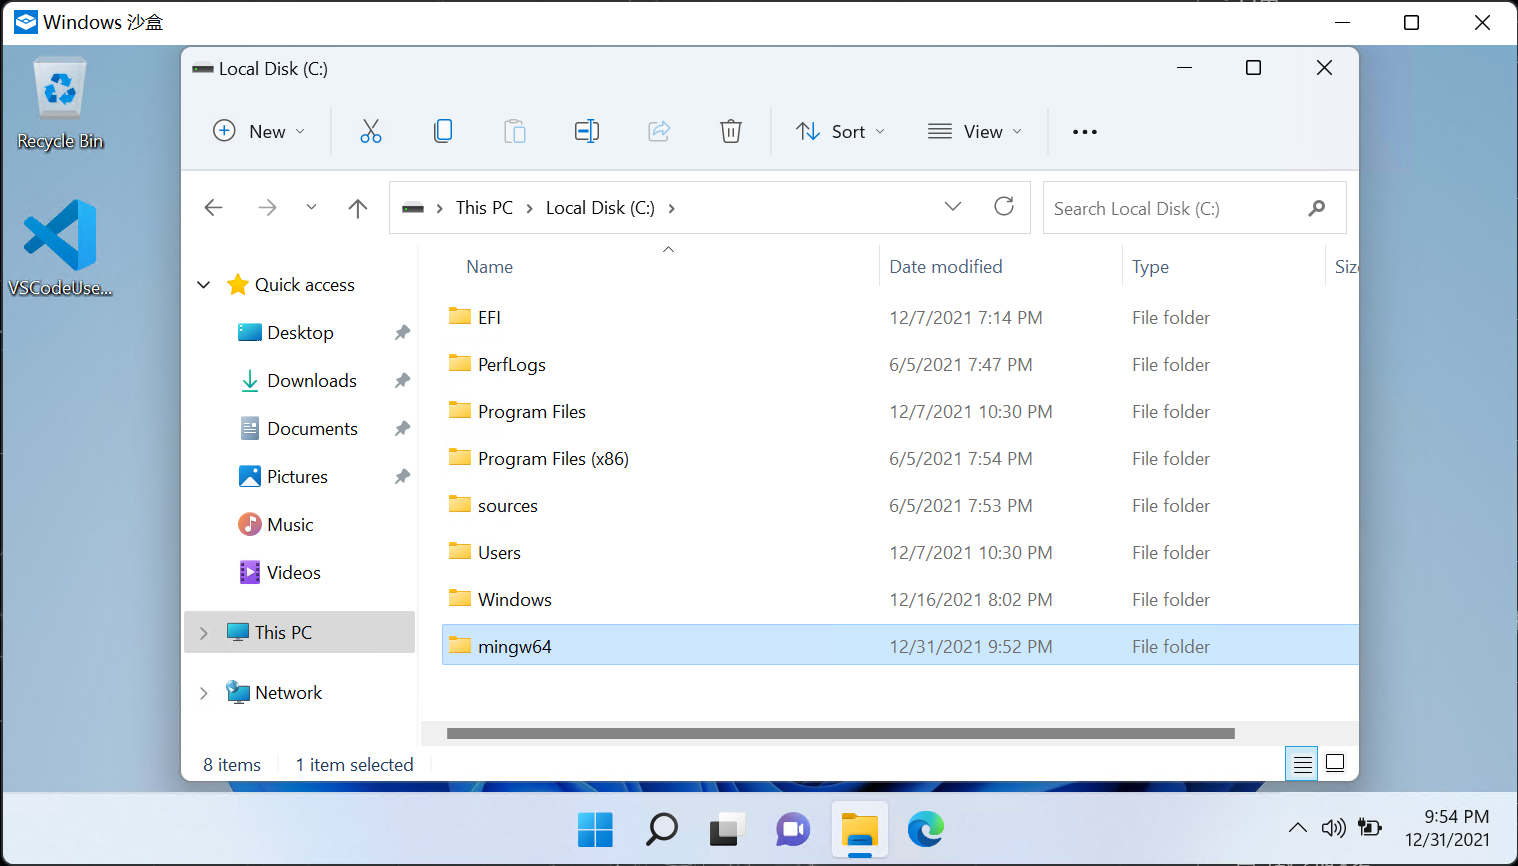 Windows 沙盒
Recycle Bin
VSCodeUse...
Local Disk (C:)
New
Sort
View
This PC
Local Disk (C:)
Search Local Disk (C:)
Quick access
Desktop
Downloads
Documents
Pictures
Music
Videos
This PC
Network
Name Date modified Type Siz
EFI 12/7/2021 7:14 PM File folder
PerfLogs 6/5/2021 7:47 PM File folder
Program Files 12/7/2021 10:30 PM File folder
Program Files (x86) 6/5/2021 7:54 PM File folder
sources 6/5/2021 7:53 PM File folder
Users 12/7/2021 10:30 PM File folder
Windows 12/16/2021 8:02 PM File folder
mingw64 12/31/2021 9:52 PM File folder
8 items 1 item selected
9:54 PM
12/31/2021